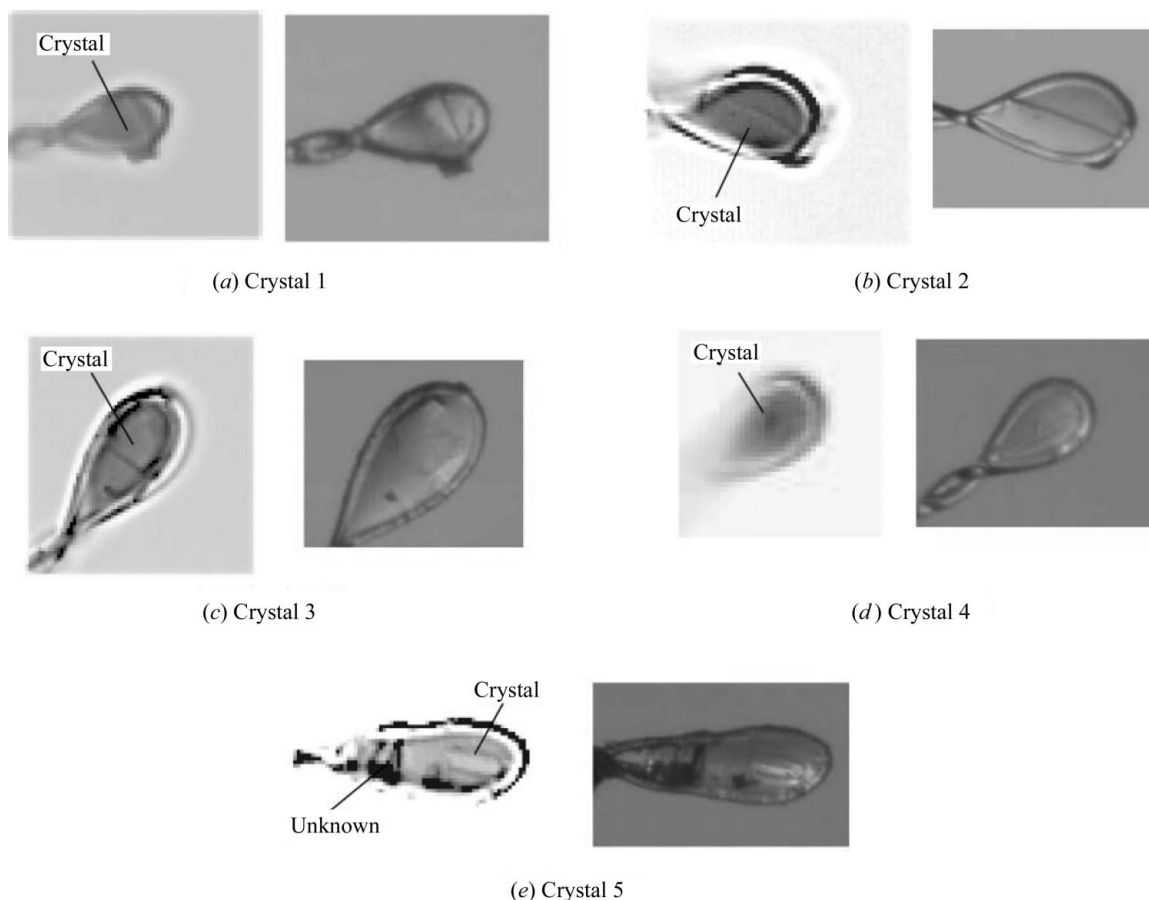 Crystal
(a) Crystal 1
Crystal
(b) Crystal 2
Crystal
(c) Crystal 3
Crystal
(d) Crystal 4
Crystal
Unknown
(e) Crystal 5